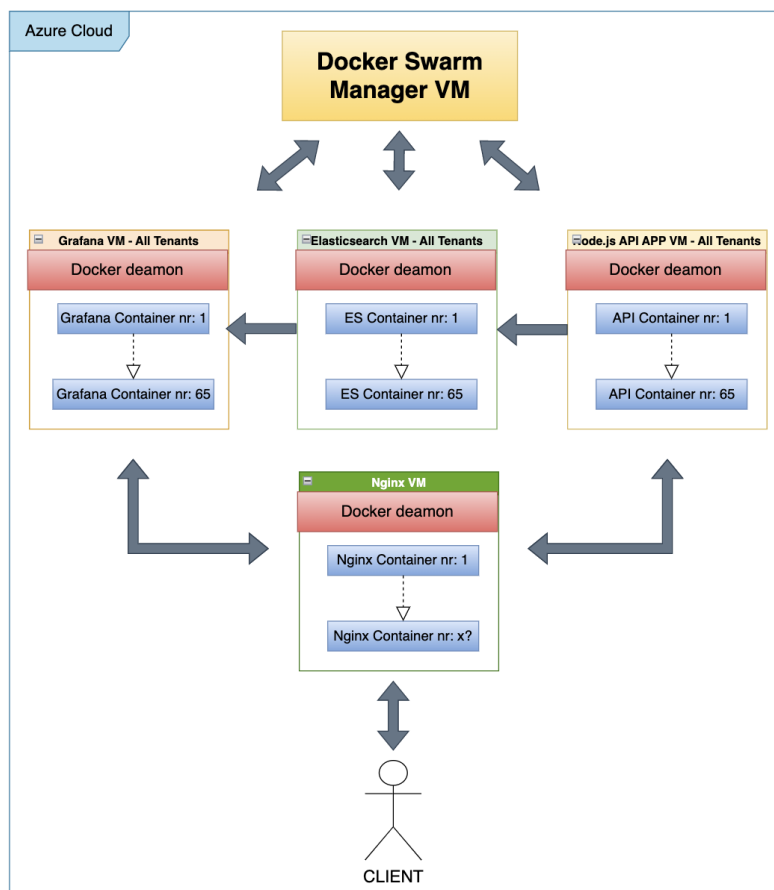 Azure Cloud
Docker Swarm
Manager VM
Grafana VM - All Tenants
Docker deamon
Grafana Container nr: 1
Grafana Container nr: 65
Elasticsearch VM - All Tenants
Docker deamon
ES Container nr: 1
ES Container nr: 65
Node.js API APP VM - All Tenants
Docker deamon
API Container nr: 1
API Container nr: 65
Nginx VM
Docker deamon
Nginx Container nr: 1
Nginx Container nr: x?
CLIENT